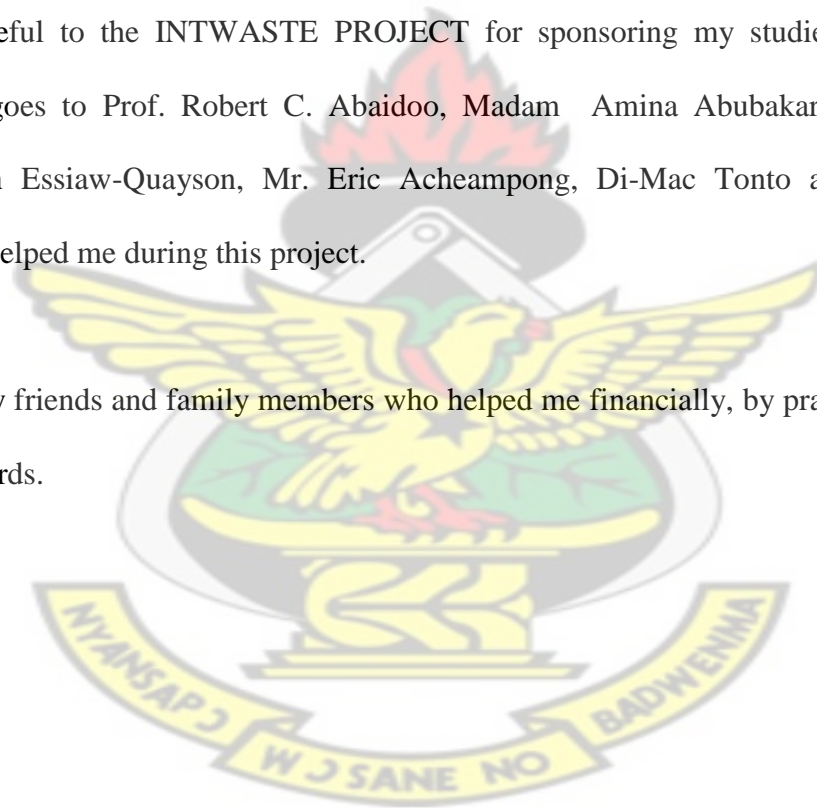 eful to the INTWASTE PROJECT for sponsoring my studie
goes to Prof. Robert C. Abaidoo, Madam Amina Abubakar
n Essiaw-Quayson, Mr. Eric Acheampong, Di-Mac Tonto a
elped me during this project.
y friends and family members who helped me financially, by pra
rds.
NYANSAPƆ WƆSANE NO BADWENMA